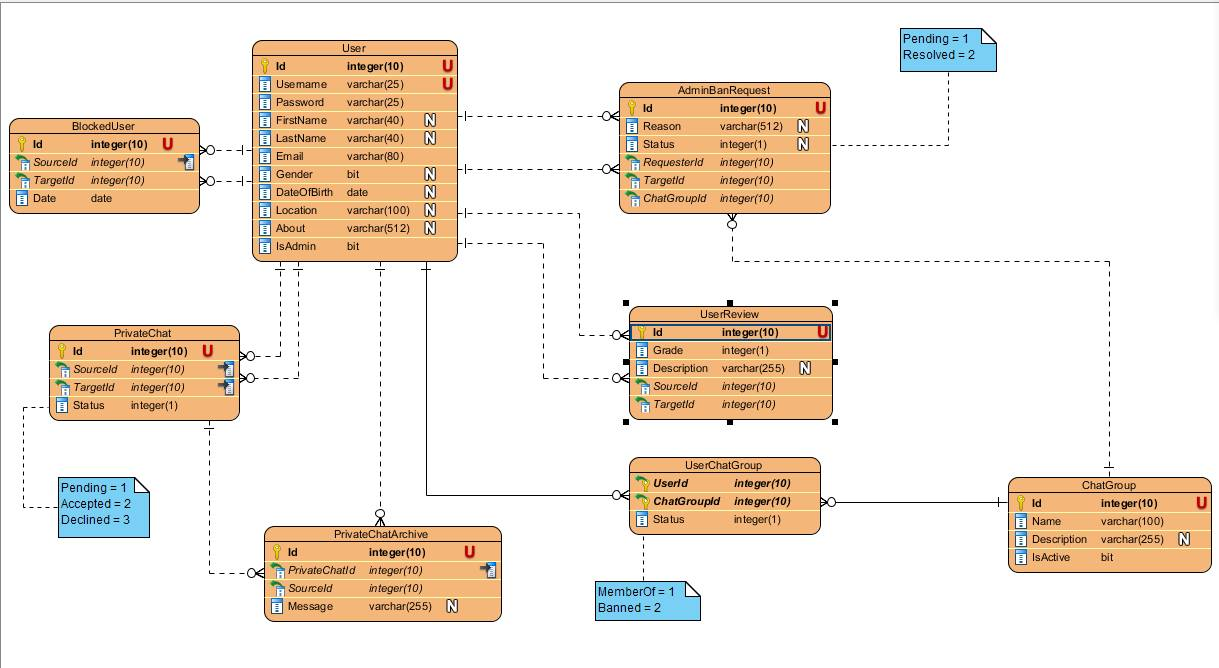 User
Id integer(10) U
Username varchar(25) U
Password varchar(25)
FirstName varchar(40) N
LastName varchar(40) N
Email varchar(80)
Gender bit N
DateOfBirth date N
Location varchar(100) N
About varchar(512) N
IsAdmin bit
Pending = 1
Resolved = 2
AdminBanRequest
Id integer(10) U
Reason varchar(512) N
Status integer(1) N
RequesterId integer(10)
TargetId integer(10)
ChatGroupId integer(10)
BlockedUser
Id integer(10) U
SourceId integer(10)
TargetId integer(10)
Date date
UserReview
Id integer(10) U
Grade integer(1)
Description varchar(255) N
SourceId integer(10)
TargetId integer(10)
PrivateChat
Id integer(10) U
SourceId integer(10)
TargetId integer(10)
Status integer(1)
Pending = 1
Accepted = 2
Declined = 3
UserChatGroup
UserId integer(10)
ChatGroupId integer(10)
Status integer(1)
ChatGroup
Id integer(10) U
Name varchar(100)
Description varchar(255) N
IsActive bit
PrivateChatArchive
Id integer(10) U
PrivateChatId integer(10)
SourceId integer(10)
Message varchar(255) N
MemberOf = 1
Banned = 2